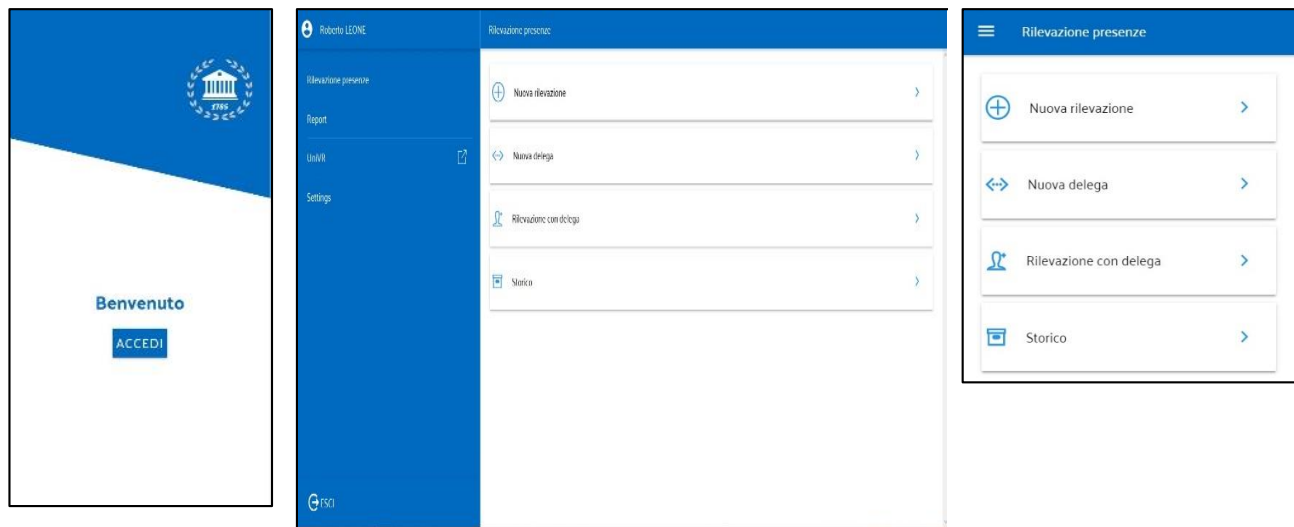 1785
Benvenuto
ACCEDI
Roberto LEONE
Rilevazione presenze
Report
UniVR
Settings
ESCI
Rilevazione presenze
Nuova rilevazione
Nuova delega
Rilevazione con delega
Storico
Rilevazione presenze
Nuova rilevazione
Nuova delega
Rilevazione con delega
Storico